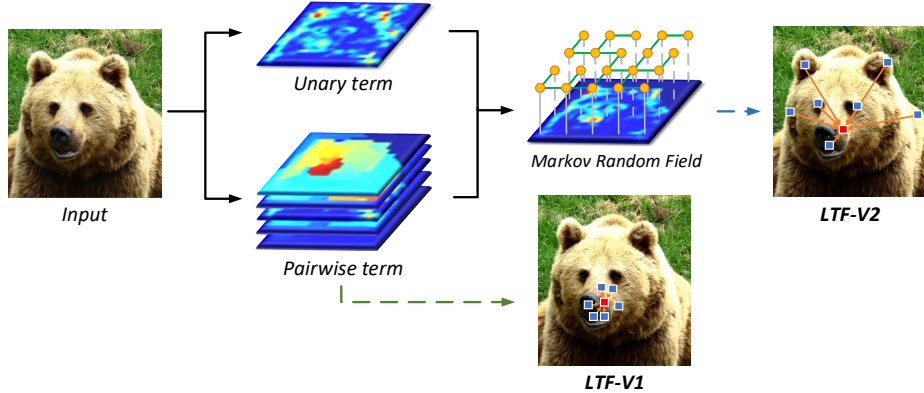 Unary term
Markov Random Field
Input
LTF-V2
Pairwise term
LTF-V1